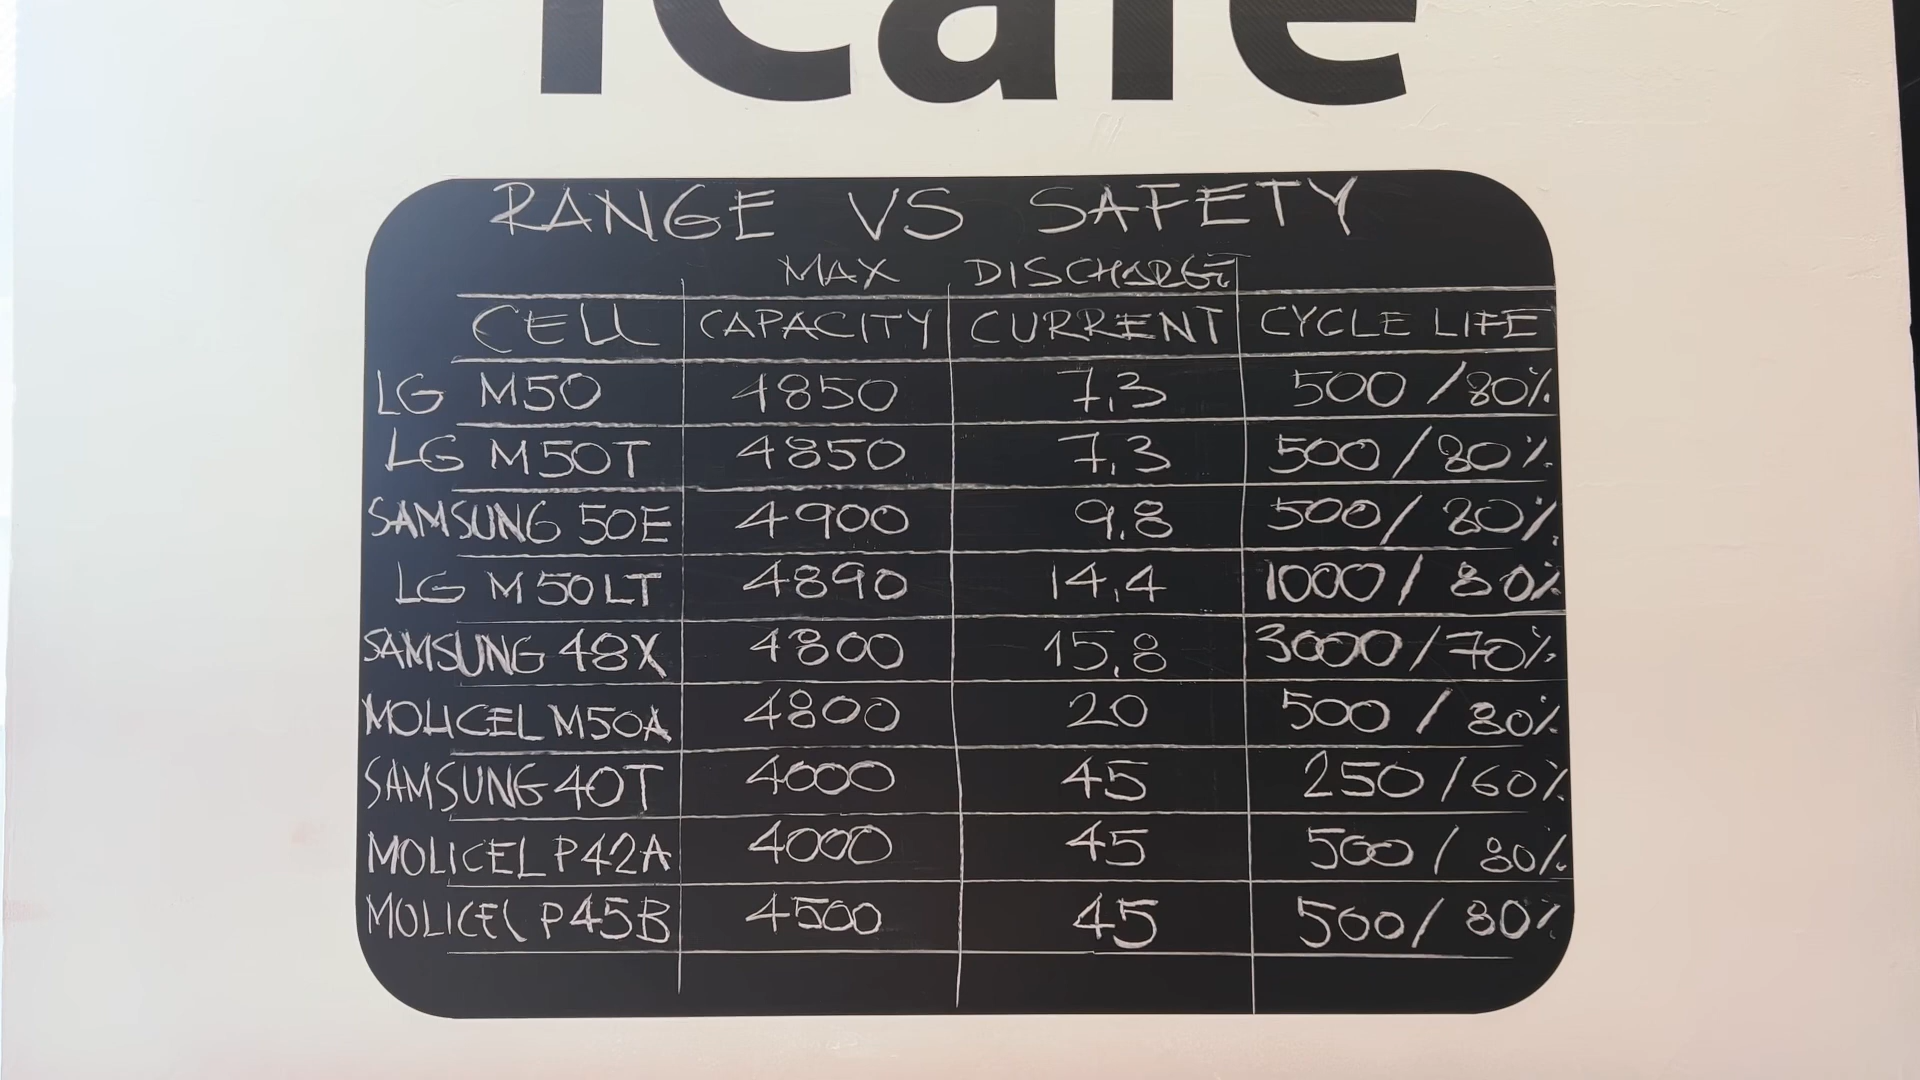 iCafe
RANGE VS SAFETY
MAX DISCHARGE
CELL CAPACITY CURRENT CYCLE LIFE
LG M50 4850 7,3 500 / 80%
LG M50T 4850 7,3 500 / 80%
SAMSUNG 50E 4900 9,8 500 / 80%
LG M50LT 4890 14,4 1000 / 80%
SAMSUNG 48X 4800 15,8 3000 / 70%
MOLICEL M50A 4800 20 500 / 80%
SAMSUNG 40T 4000 45 250 / 60%
MOLICEL P42A 4000 45 500 / 80%
MOLICEL P45B 4500 45 500 / 80%